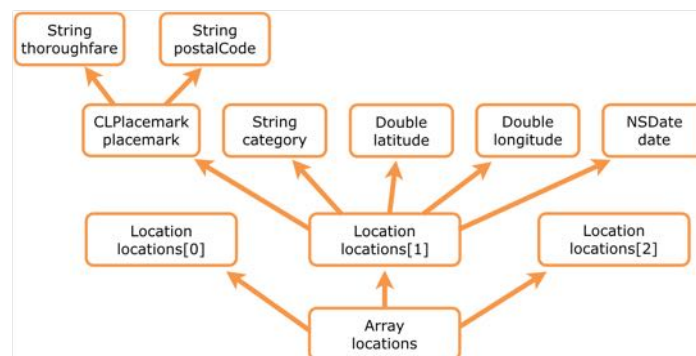 String
thoroughfare
String
postalCode
CLPlacemark
placemark
String
category
Double
latitude
Double
longitude
NSDate
date
Location
locations[0]
Location
locations[1]
Location
locations[2]
Array
locations